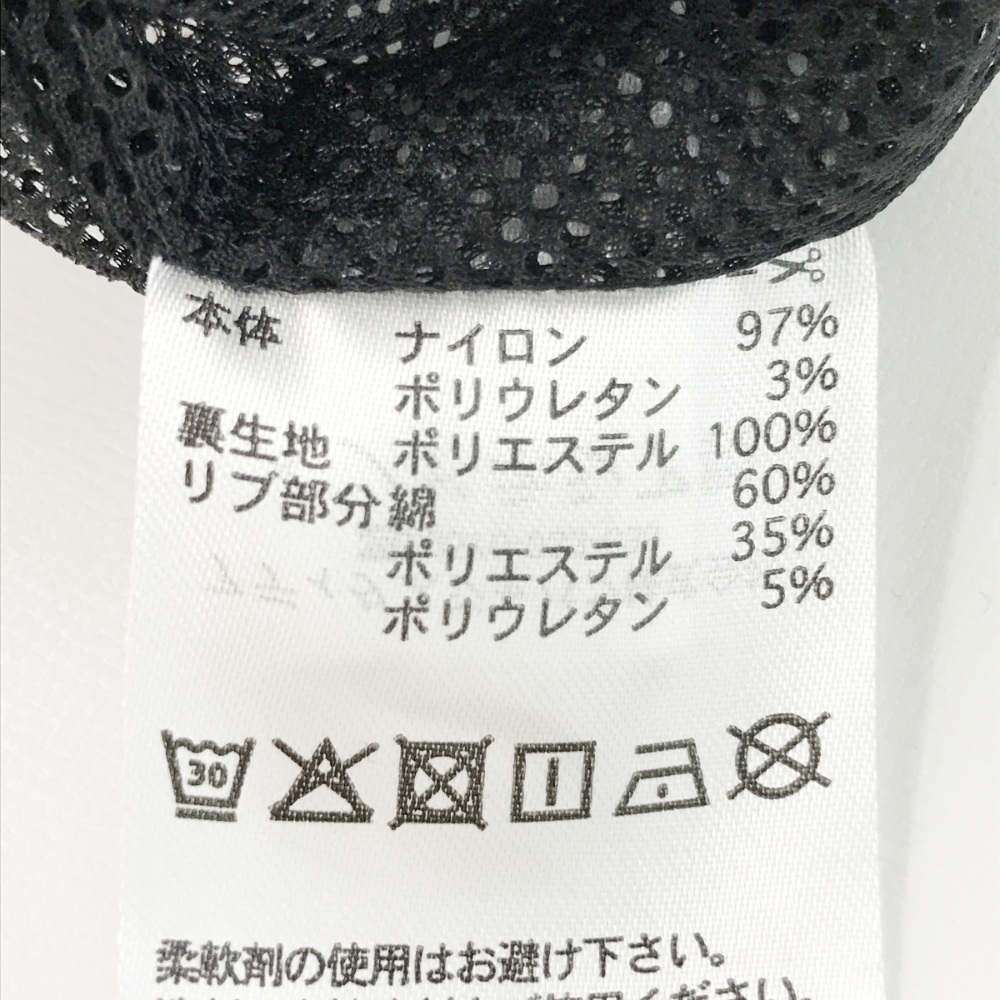 本体 ナイロン 97%
ポリウレタン 3%
裏生地 ポリエステル 100%
リブ部分 綿 60%
ポリエステル 35%
ポリウレタン 5%
30
柔軟剤の使用はお避け下さい。